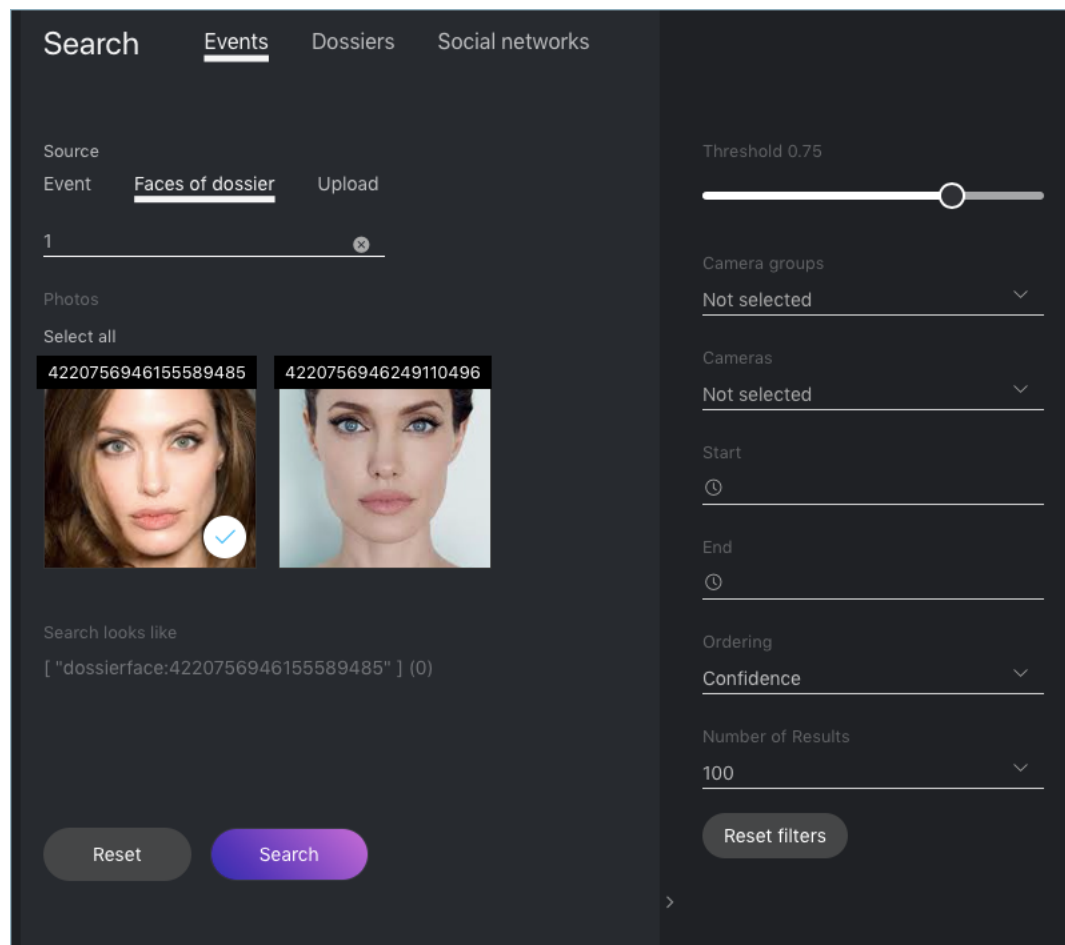 Search Events Dossiers Social networks
Source
Event Faces of dossier Upload
1
Photos
Select all
4220756946155589485 4220756946249110496
Search looks like
[ "dossierface:4220756946155589485" ] (0)
Reset Search
Threshold 0.75
Camera groups
Not selected
Cameras
Not selected
Start
End
Ordering
Confidence
Number of Results
100
Reset filters